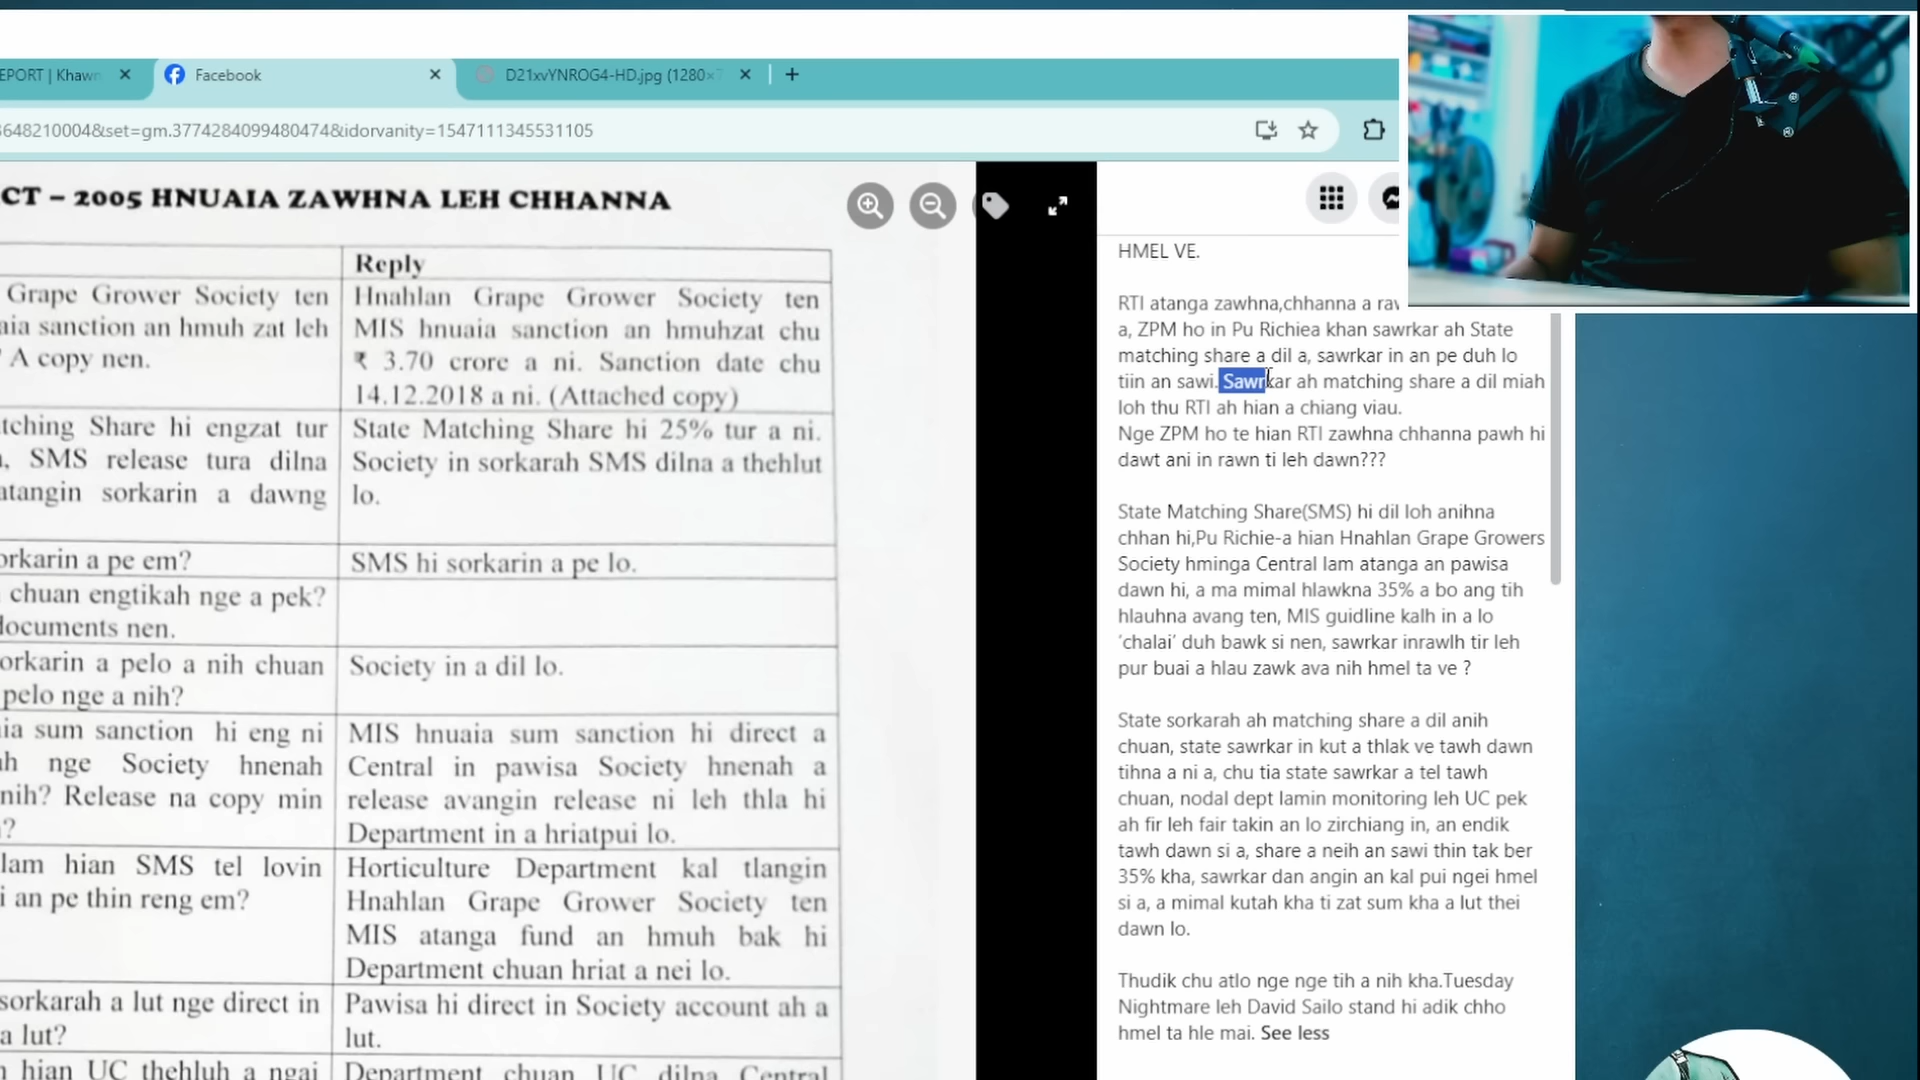 EPORT | Khawn
Facebook
D21xvYNROG4-HD.jpg (1280×
36482100048&set=gm.3774284099480474&idorvanity=1547111345531105
CT – 2005 HNUAIA ZAWHNA LEH CHHANNA
Reply
Grape Grower Society ten
aia sanction an hmuh zat leh
? A copy nen.
Hnahlan Grape Grower Society ten
MIS hnuaia sanction an hmuhzat chu
₹ 3.70 crore a ni. Sanction date chu
14.12.2018 a ni. (Attached copy)
tching Share hi engzat tur
, SMS release tura dilna
atangin sorkarin a dawng
State Matching Share hi 25% tur a ni.
Society in sorkarah SMS dilna a thehlut
lo.
orkarin a pe em?
SMS hi sorkarin a pe lo.
chuan engtikah nge a pek?
documents nen.
orkarin a pelo a nih chuan
pelo nge a nih?
Society in a dil lo.
ia sum sanction hi eng ni
ah nge Society hnenah
nih? Release na copy min
?
MIS hnuaia sum sanction hi direct a
Central in pawisa Society hnenah a
release avangin release ni leh thla hi
Department in a hriatpui lo.
lam hian SMS tel lovin
i an pe thin reng em?
Horticulture Department kal tlangin
Hnahlan Grape Grower Society ten
MIS atanga fund an hmuh bak hi
Department chuan hriat a nei lo.
sorkarah a lut nge direct in
a lut?
Pawisa hi direct in Society account ah a
lut.
hian UC thehluh a ngai
Department chuan UC dilna Central
HMEL VE.
RTI atanga zawhna,chhanna a rav
a, ZPM ho in Pu Richiea khan sawrkar ah State
matching share a dil a, sawrkar in an pe duh lo
tiin an sawi. Sawrkar ah matching share a dil miah
loh thu RTI ah hian a chiang viau.
Nge ZPM ho te hian RTI zawhna chhanna pawh hi
dawt ani in rawn ti leh dawn???
State Matching Share(SMS) hi dil loh anihna
chhan hi,Pu Richie-a hian Hnahlan Grape Growers
Society hminga Central lam atanga an pawisa
dawn hi, a ma mimal hlawkna 35% a bo ang tih
hlauhna avang ten, MIS guidline kalh in a lo
‘chalai’ duh bawk si nen, sawrkar inrawlh tir leh
pur buai a hlau zawk ava nih hmel ta ve ?
State sorkarah ah matching share a dil anih
chuan, state sawrkar in kut a thlak ve tawh dawn
tihna a ni a, chu tia state sawrkar a tel tawh
chuan, nodal dept lamin monitoring leh UC pek
ah fir leh fair takin an lo zirchiang in, an endik
tawh dawn si a, share a neih an sawi thin tak ber
35% kha, sawrkar dan angin an kal pui ngei hmel
si a, a mimal kutah kha ti zat sum kha a lut thei
dawn lo.
Thudik chu atlo nge nge tih a nih kha.Tuesday
Nightmare leh David Sailo stand hi adik chho
hmel ta hle mai. See less